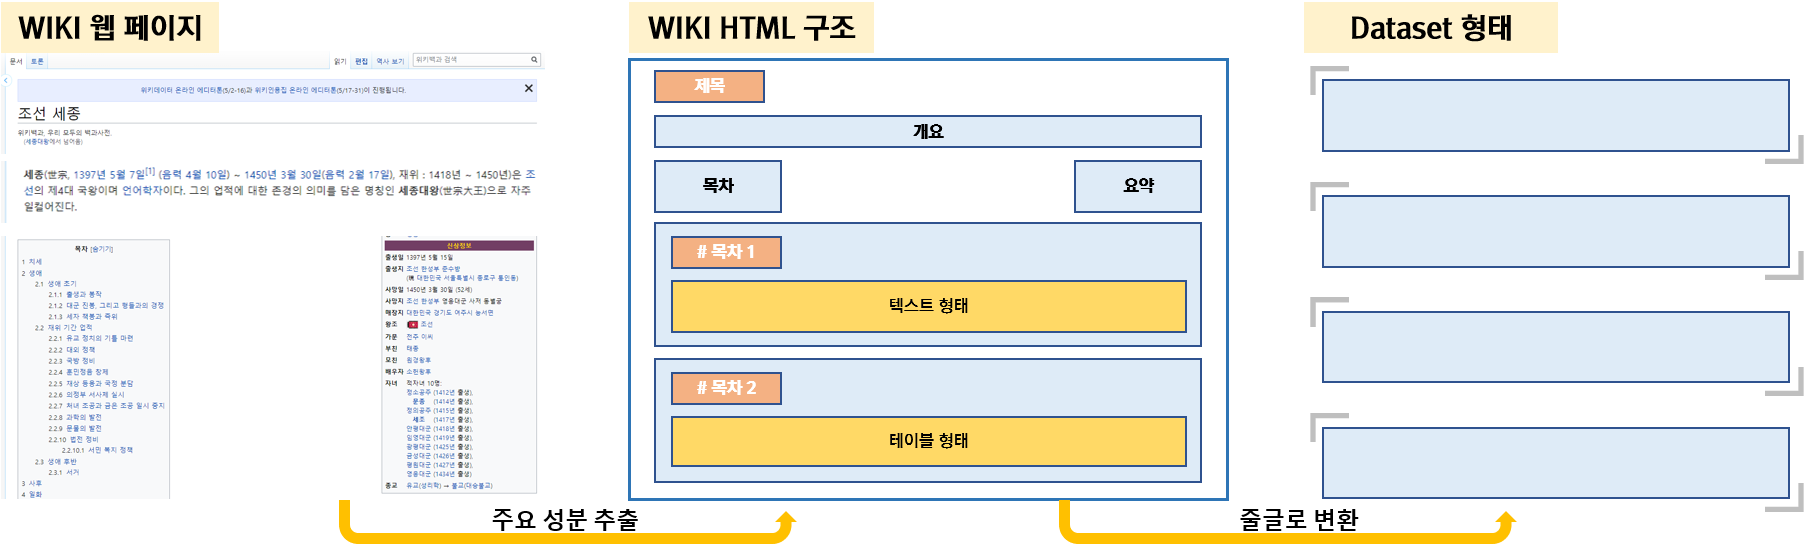 WIKI 웹 페이지
문서 토론 읽기 편집 역사 보기 위키백과 검색
위키데이터 온라인 에디터톤(5/2-16)과 위키인용집 온라인 에디터톤(5/17-31)이 진행됩니다.
조선 세종
위키백과, 우리 모두의 백과사전.
(세종대왕에서 넘어옴)
세종(世宗, 1397년 5월 7일[1] (음력 4월 10일) ~ 1450년 3월 30일(음력 2월 17일), 재위 : 1418년 ~ 1450년)은 조
선의 제4대 국왕이며 언어학자이다. 그의 업적에 대한 존경의 의미를 담은 명칭인 세종대왕(世宗大王)으로 자주
일컬어진다.
목차 [숨기기]
1 치세
2 생애
2.1 생애 초기
2.1.1 출생과 동작
2.1.2 대군 진봉, 그리고 형들과의 경쟁
2.1.3 세자 책봉과 즉위
2.2 재위 기간 업적
2.2.1 유교 정치의 기틀 마련
2.2.2 대외 정책
2.2.3 국방 정비
2.2.4 훈민정음 창제
2.2.5 재상 등용과 국정 분담
2.2.6 의정부 서사제 실시
2.2.7 처녀 조공과 금은 조공 일시 중지
2.2.8 과학의 발전
2.2.9 문물의 발전
2.2.10 법전 정비
2.2.10.1 서민 복지 정책
2.3 생애 후반
2.3.1 서거
3 사후
4 일화
신상정보
출생일 1397년 5월 15일
출생지 조선 한성부 준수방
(現 대한민국 서울특별시 종로구 통인동)
사망일 1450년 3월 30일 (52세)
사망지 조선 한성부 영응대군 사저 동별궁
매장지 대한민국 경기도 여주시 능서면
왕조 조선
가문 전주 이씨
부친 태종
모친 원경왕후
배우자 소헌왕후
자녀 적자녀 10명:
정소공주 (1412년 출생),
문종 (1414년 출생),
정의공주 (1415년 출생),
세조 (1417년 출생),
안평대군 (1418년 출생),
임영대군 (1419년 출생),
광평대군 (1425년 출생),
금성대군 (1426년 출생),
평원대군 (1427년 출생),
영응대군 (1434년 출생)
종교 유교(성리학) → 불교(대승불교)
주요 성분 추출
WIKI HTML 구조
제목
개요
목차 요약
# 목차 1
텍스트 형태
# 목차 2
테이블 형태
줄글로 변환
Dataset 형태